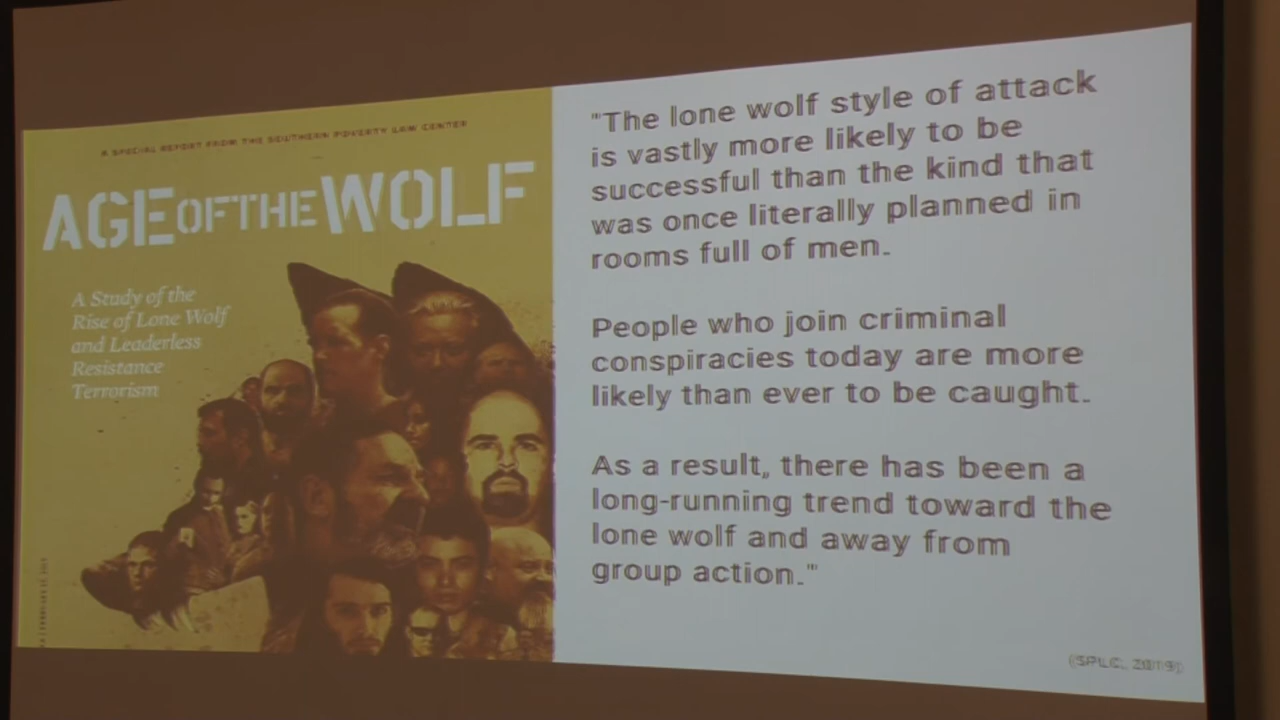 A SPECIAL REPORT FROM THE SOUTHERN POVERTY LAW CENTER
AGE OF THE WOLF
A Study of the
Rise of Lone Wolf
and Leaderless
Resistance
Terrorism
"The lone wolf style of attack
is vastly more likely to be
successful than the kind that
was once literally planned in
rooms full of men.
People who join criminal
conspiracies today are more
likely than ever to be caught.
As a result, there has been a
long-running trend toward the
lone wolf and away from
group action."
(SPLC, 2019)